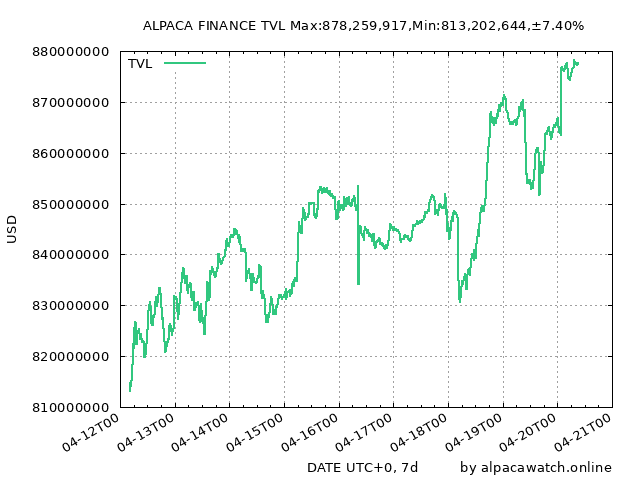 ALPACA FINANCE TVL Max:878,259,917,Min:813,202,644,±7.40%
880000000
TVL
870000000
860000000
850000000
840000000
830000000
820000000
810000000
USD
04-12T00
04-13T00
04-14T00
04-15T00
04-16T00
04-17T00
04-18T00
04-19T00
04-20T00
04-21T00
DATE UTC+0, 7d
by alpacawatch.online